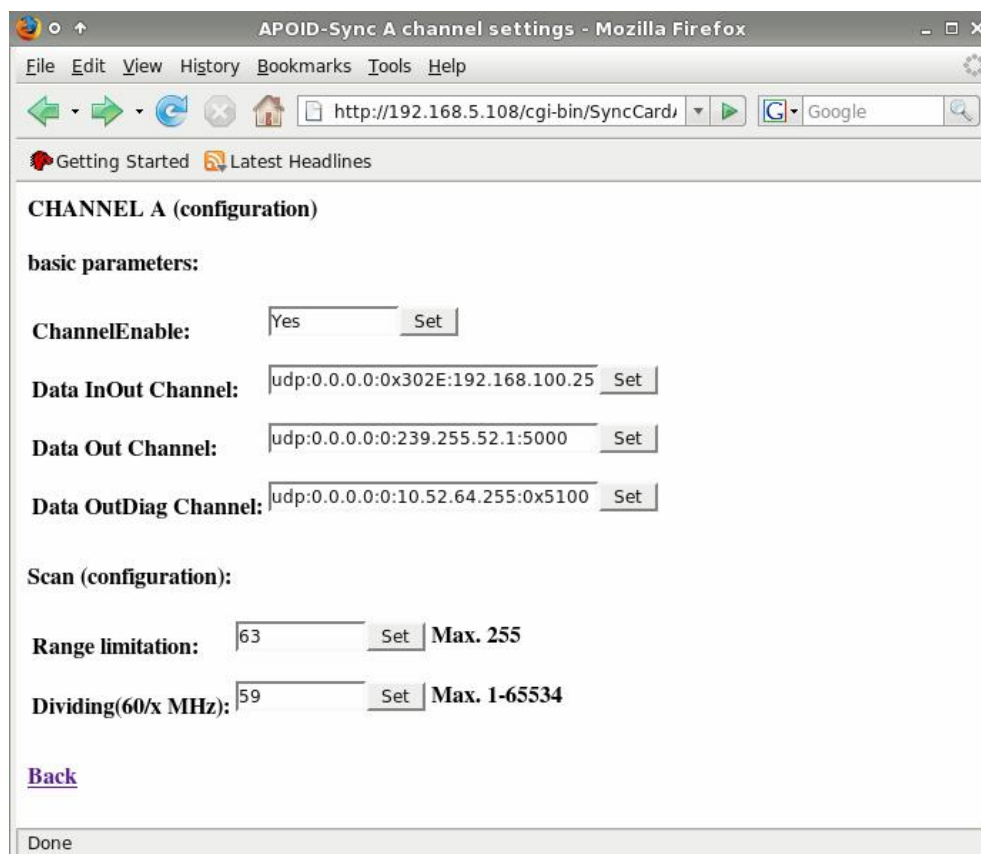 APOID-Sync A channel settings - Mozilla Firefox
File Edit View History Bookmarks Tools Help
http://192.168.5.108/cgi-bin/SyncCard G Google
Getting Started Latest Headlines
CHANNEL A (configuration)
basic parameters:
ChannelEnable: Yes Set
Data InOut Channel: udp:0.0.0.0:0x302E:192.168.100.25 Set
Data Out Channel: udp:0.0.0.0:0:239.255.52.1:5000 Set
Data OutDiag Channel: udp:0.0.0.0:0:10.52.64.255:0x5100 Set
Scan (configuration):
Range limitation: 63 Set Max. 255
Dividing(60/x MHz): 59 Set Max. 1-65534
Back
Done